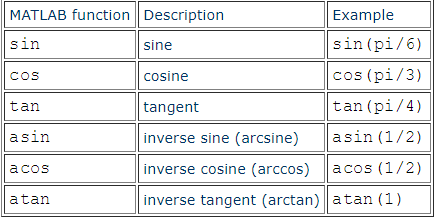 MATLAB function Description Example
sin sine sin(pi/6)
cos cosine cos(pi/3)
tan tangent tan(pi/4)
asin inverse sine (arcsine) asin(1/2)
acos inverse cosine (arccos) acos(1/2)
atan inverse tangent (arctan) atan(1)